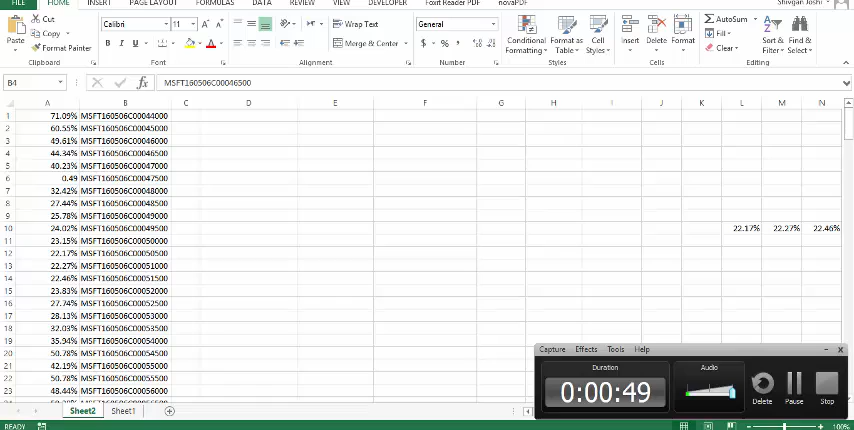 Shivgan Joshi
FILE HOME INSERT PAGE LAYOUT FORMULAS DATA REVIEW VIEW DEVELOPER Foxit Reader PDF novaPDF
Cut
Copy
Format Painter
Paste
Clipboard
Calibri 11
B I U
Font
Wrap Text
Merge & Center
Alignment
General
$ % ,
Number
Conditional Formatting
Format as Table
Cell Styles
Styles
Insert Delete Format
Cells
AutoSum
Fill
Clear
Sort & Filter
Find & Select
Editing
B4 fx MSFT160506C00046500
A B C D E F G H I J K L M N
1 71.09% MSFT160506C00044000
2 60.55% MSFT160506C00045000
3 49.61% MSFT160506C00046000
4 44.34% MSFT160506C00046500
5 40.23% MSFT160506C00047000
6 0.49 MSFT160506C00047500
7 32.42% MSFT160506C00048000
8 27.44% MSFT160506C00048500
9 25.78% MSFT160506C00049000
10 24.02% MSFT160506C00049500 22.17% 22.27% 22.46%
11 23.15% MSFT160506C00050000
12 22.17% MSFT160506C00050500
13 22.27% MSFT160506C00051000
14 22.46% MSFT160506C00051500
15 23.83% MSFT160506C00052000
16 27.74% MSFT160506C00052500
17 28.13% MSFT160506C00053000
18 32.03% MSFT160506C00053500
19 35.94% MSFT160506C00054000
20 50.78% MSFT160506C00054500
21 42.19% MSFT160506C00055000
22 50.78% MSFT160506C00055500
23 48.44% MSFT160506C00056000
Capture Effects Tools Help
Duration
0:00:49
Audio
Delete Pause Stop
Sheet2 Sheet1
READY 100%